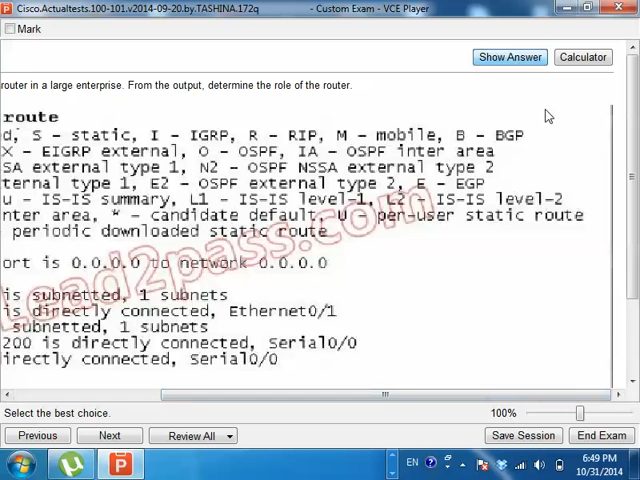 Cisco.Actualtests.100-101.v2014-09-20.by.TASHINA.172q - Custom Exam - VCE Player
Mark
Show Answer Calculator
router in a large enterprise. From the output, determine the role of the router.
route
d, S - static, I - IGRP, R - RIP, M - mobile, B - BGP
X - EIGRP external, O - OSPF, IA - OSPF inter area
SA external type 1, N2 - OSPF NSSA external type 2
ternal type 1, E2 - OSPF external type 2, E - EGP
u - IS-IS summary, L1 - IS-IS level-1, L2 - IS-IS level-2
nter area, * - candidate default, U - per-user static route
periodic downloaded static route
ort is 0.0.0.0 to network 0.0.0.0
is subnetted, 1 subnets
is directly connected, Ethernet0/1
subnetted, 1 subnets
200 is directly connected, Serial0/0
irectly connected, Serial0/0
Lead2pass.com
Select the best choice. 100%
Previous Next Review All Save Session End Exam
EN 6:49 PM
10/31/2014